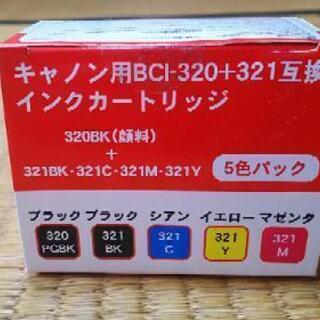 キャノン用BCI-320+321互換
インクカートリッジ
320BK(顔料)
+
321BK・321C・321M・321Y
5色パック
ブラック ブラック シアン イエロー マゼンタ
320 PGBK
321 BK
321 C
321 Y
321 M